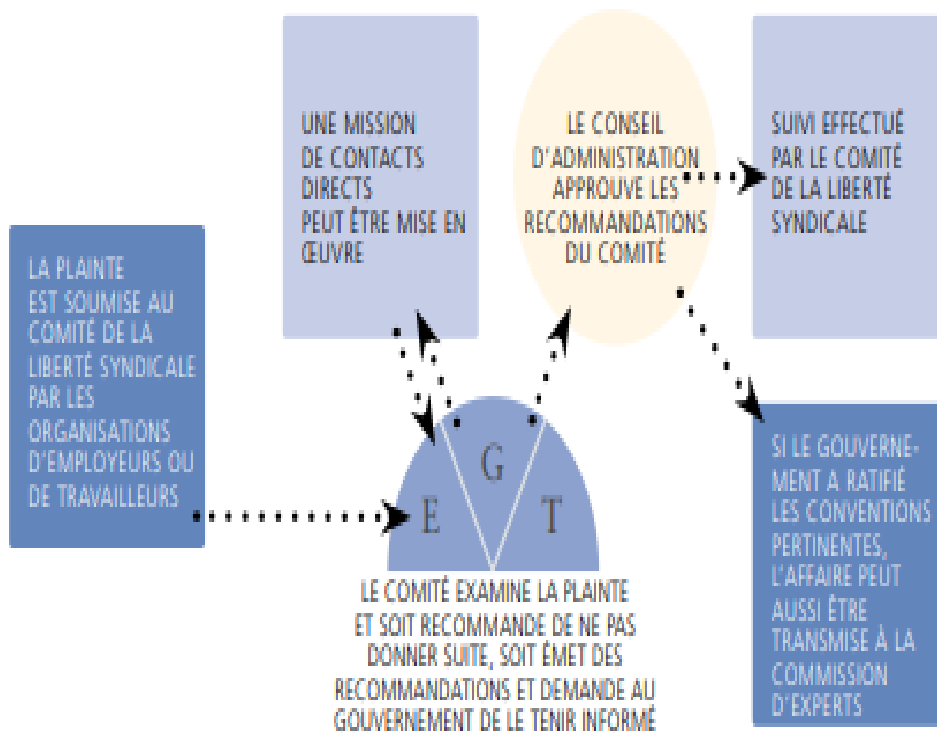 LA PLAINTE
EST SOUMISE AU
COMITÉ DE LA
LIBERTÉ SYNDICALE
PAR LES
ORGANISATIONS
D'EMPLOYEURS OU
DE TRAVAILLEURS
UNE MISSION
DE CONTACTS
DIRECTS
PEUT ÊTRE MISE EN
ŒUVRE
E
G
T
LE COMITÉ EXAMINE LA PLAINTE
ET SOIT RECOMMANDE DE NE PAS
DONNER SUITE, SOIT ÉMET DES
RECOMMANDATIONS ET DEMANDE AU
GOUVERNEMENT DE LE TENIR INFORMÉ
LE CONSEIL
D'ADMINISTRATION
APPROUVE LES
RECOMMANDATIONS
DU COMITÉ
SUIVI EFFECTUÉ
PAR LE COMITÉ
DE LA LIBERTÉ
SYNDICALE
SI LE GOUVERNE-
MENT A RATIFIÉ
LES CONVENTIONS
PERTINENTES,
L'AFFAIRE PEUT
AUSSI ÊTRE
TRANSMISE À LA
COMMISSION
D'EXPERTS